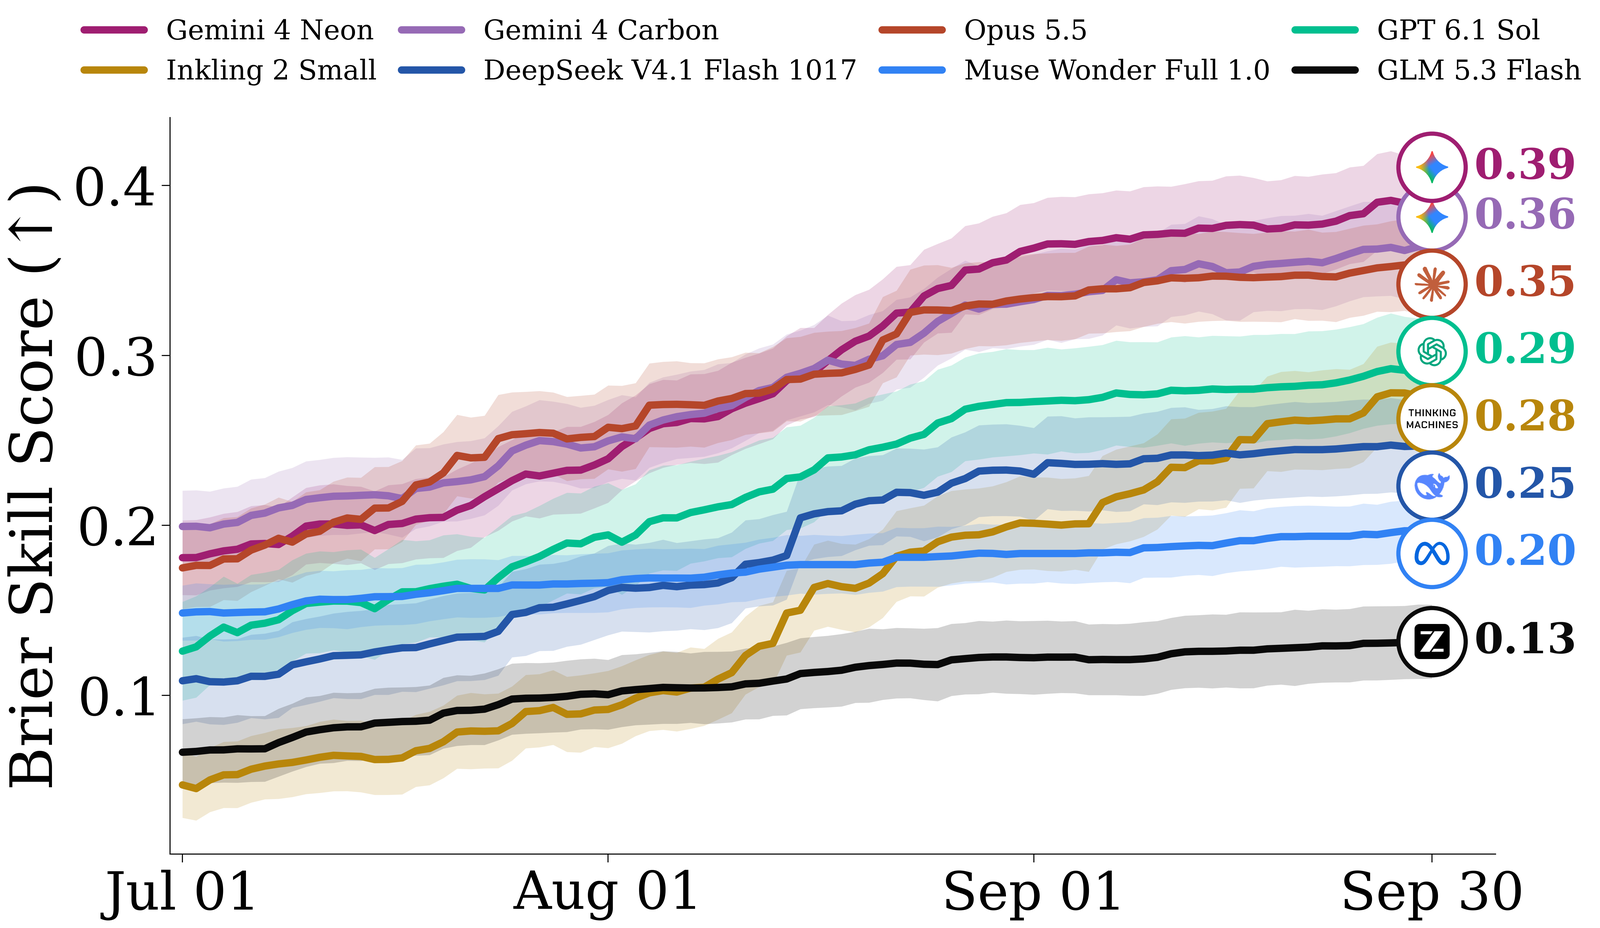 Gemini 4 Neon Gemini 4 Carbon Opus 5.5 GPT 6.1 Sol
Inkling 2 Small DeepSeek V4.1 Flash 1017 Muse Wonder Full 1.0 GLM 5.3 Flash
Brier Skill Score (↑)
0.4
0.3
0.2
0.1
0.39
0.36
0.35
0.29
THINKING
MACHINES
0.28
0.25
0.20
Z
0.13
Jul 01 Aug 01 Sep 01 Sep 30